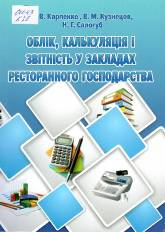 В. Карпенко, В. М. Кузнецов,
Н. Г. Салогуб
ОБЛІК, КАЛЬКУЛЯЦІЯ І
ЗВІТНІСТЬ У ЗАКЛАДАХ
РЕСТОРАННОГО ГОСПОДАРСТВА